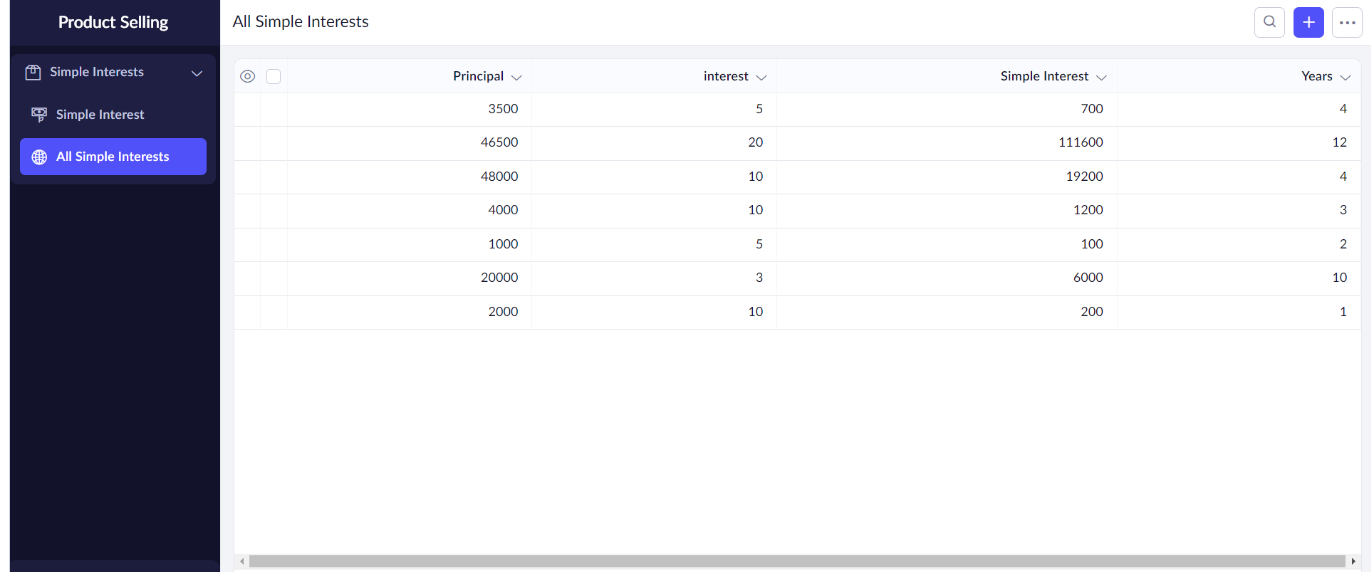 Product Selling
All Simple Interests
Simple Interests
Simple Interest
All Simple Interests
Principal interest Simple Interest Years
3500 5 700 4
46500 20 111600 12
48000 10 19200 4
4000 10 1200 3
1000 5 100 2
20000 3 6000 10
2000 10 200 1